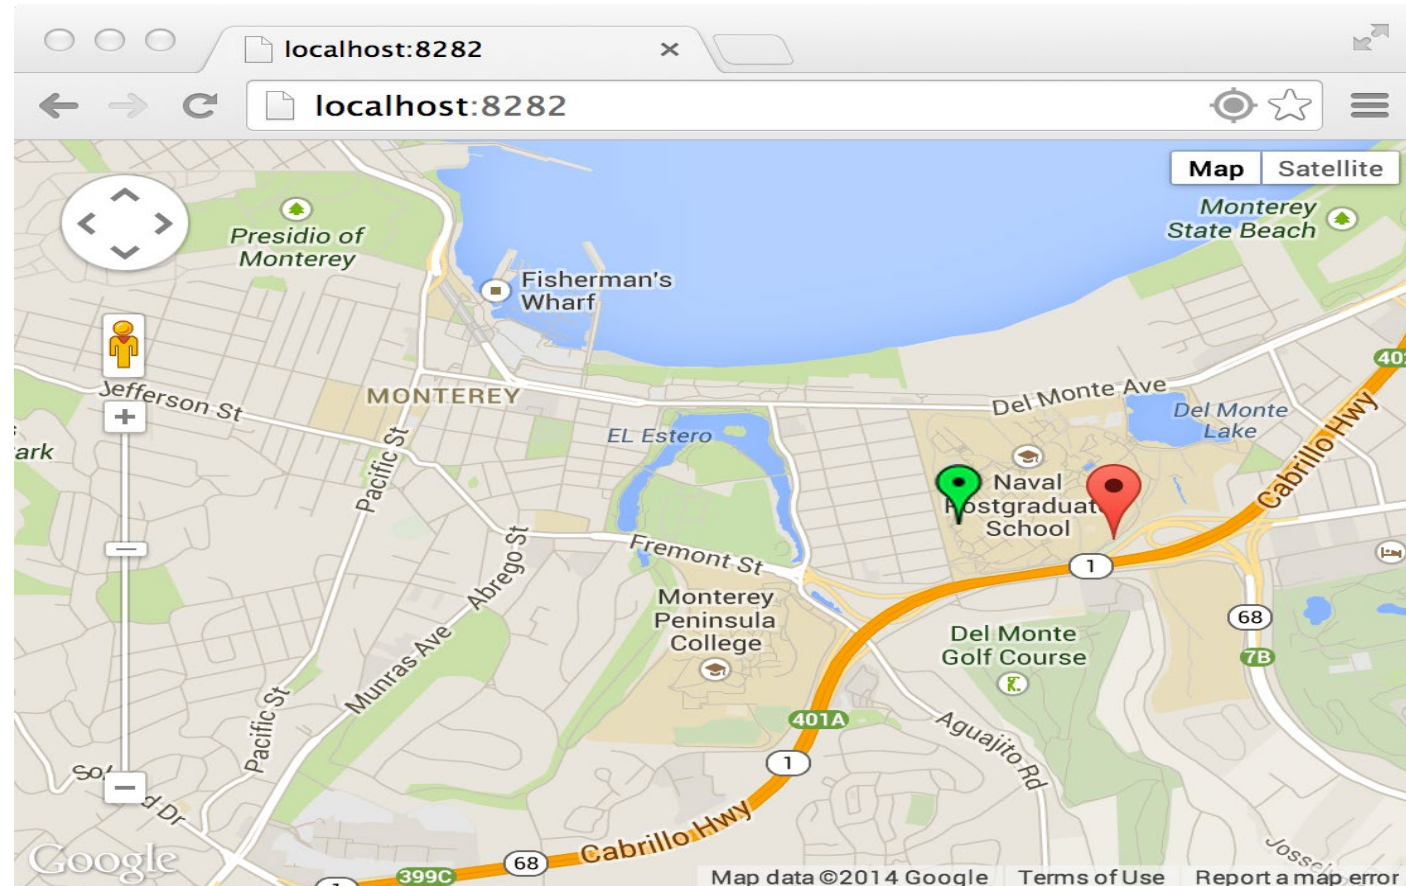 localhost:8282
localhost:8282
Map
Satellite
Monterey
State Beach
Presidio of
Monterey
Fisherman's
Wharf
Jefferson St
MONTEREY
Del Monte Ave
Del Monte
Lake
Cabrillo Hwy
ark
Pacific St
EL Estero
Naval
Postgraduate
School
Fremont St
Abrego St
1
Monterey
Peninsula
College
Munras Ave
Del Monte
Golf Course
68
7B
Pacific St
401A
Aguajito Rd
1
Cabrillo Hwy
68
399C
Google
Map data ©2014 Google
Terms of Use
Report a map error